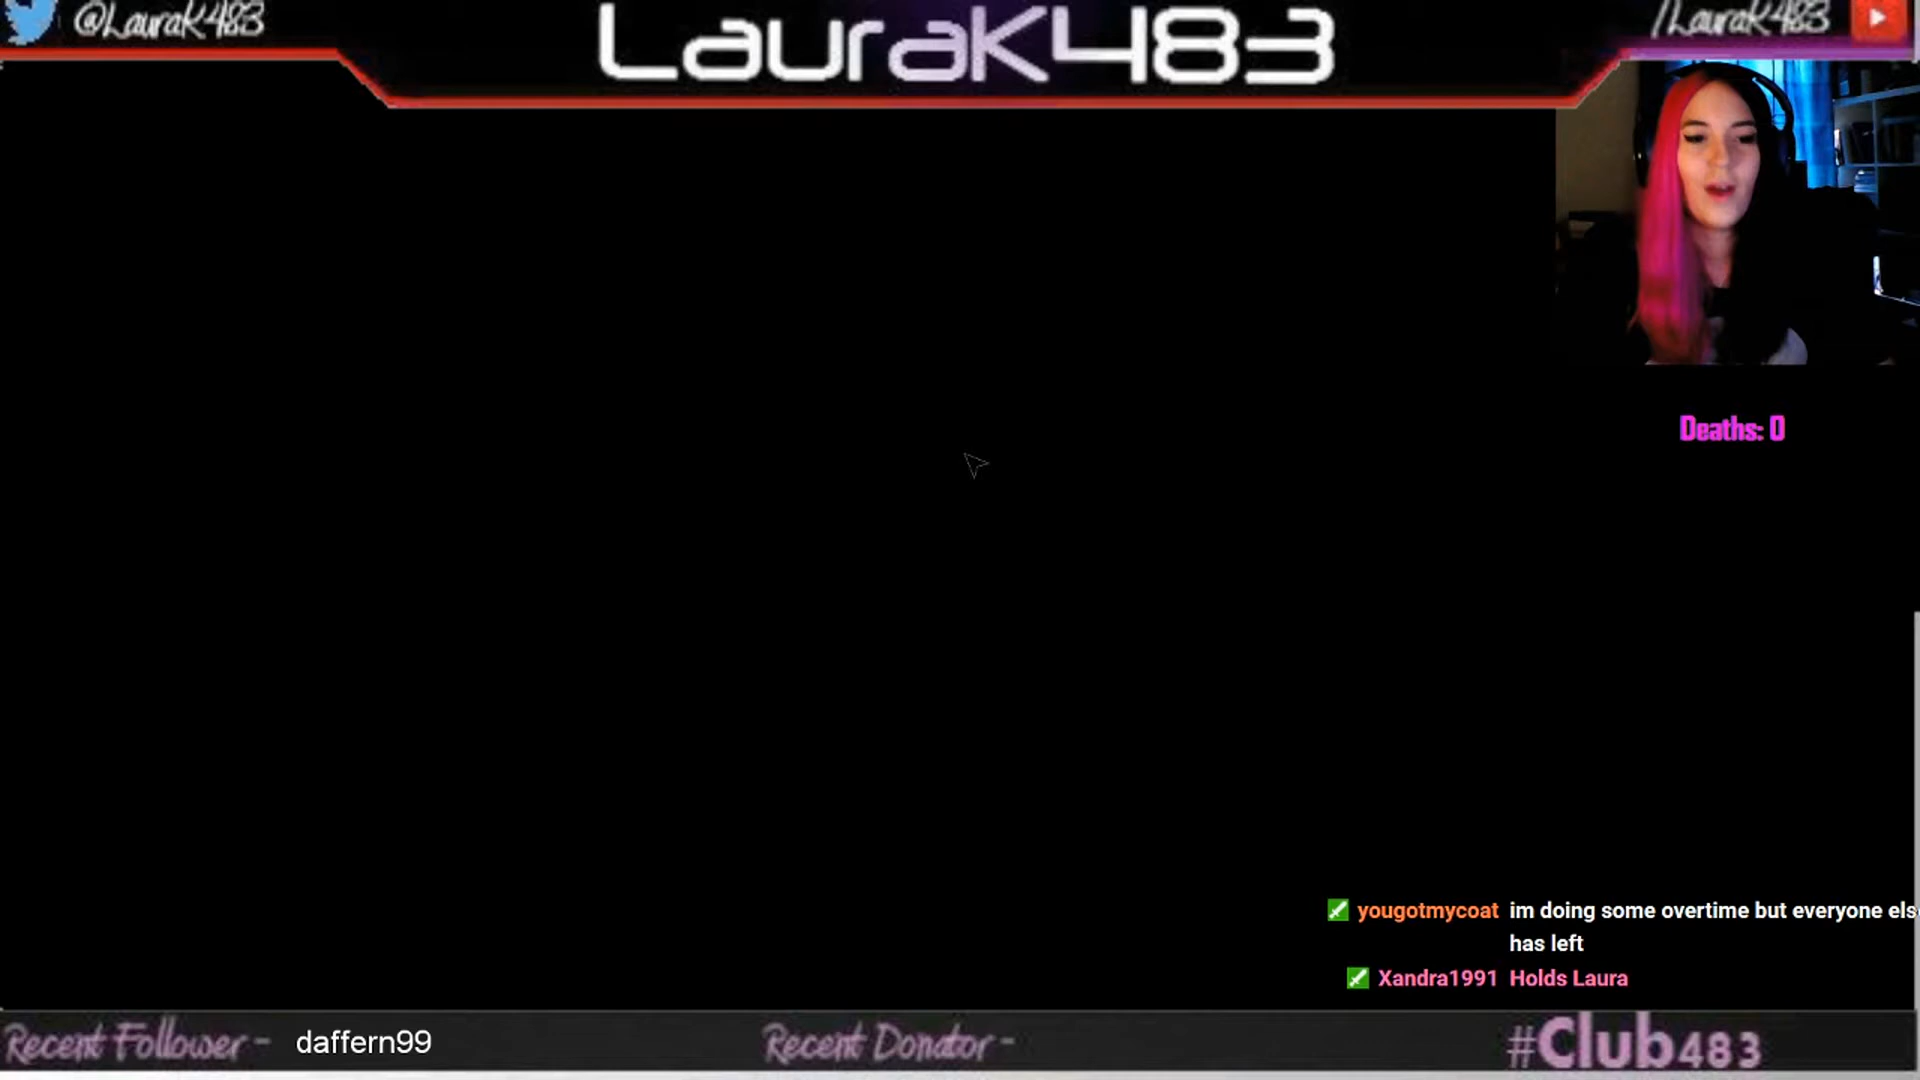 @LauraK483
LauraK483
/LauraK483
Deaths: 0
yougotmycoat im doing some overtime but everyone else
has left
Xandra1991 Holds Laura
Recent Follower - daffern99
Recent Donator -
#Club483